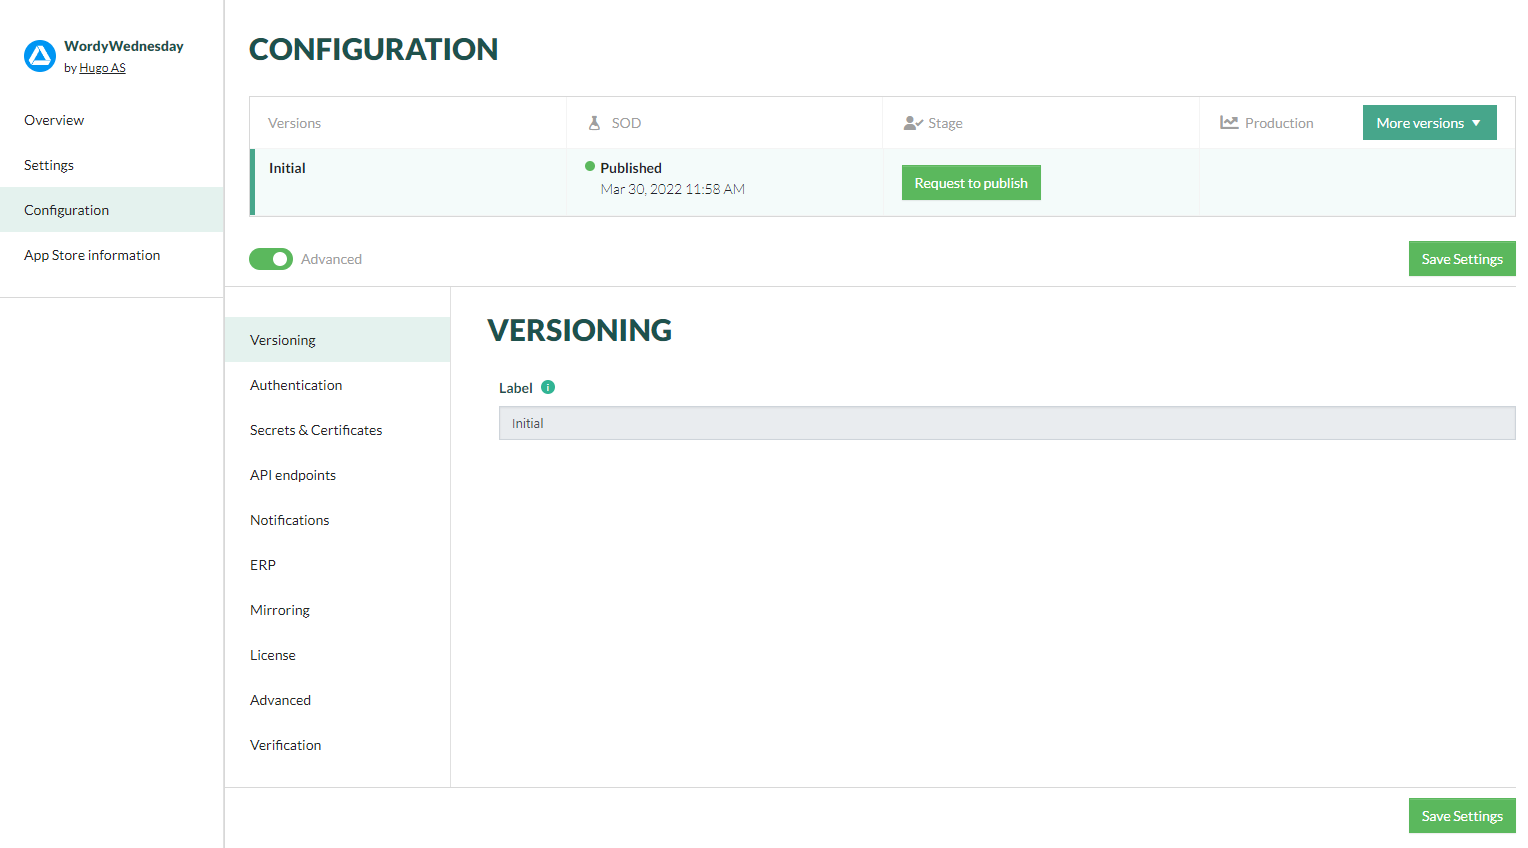 WordyWednesday
by Hugo AS
Overview
Settings
Configuration
App Store information
CONFIGURATION
Versions
SOD
Stage
Production
More versions
Initial
Published
Mar 30, 2022 11:58 AM
Request to publish
Advanced
Save Settings
Versioning
Authentication
Secrets & Certificates
API endpoints
Notifications
ERP
Mirroring
License
Advanced
Verification
VERSIONING
Label
Initial
Save Settings